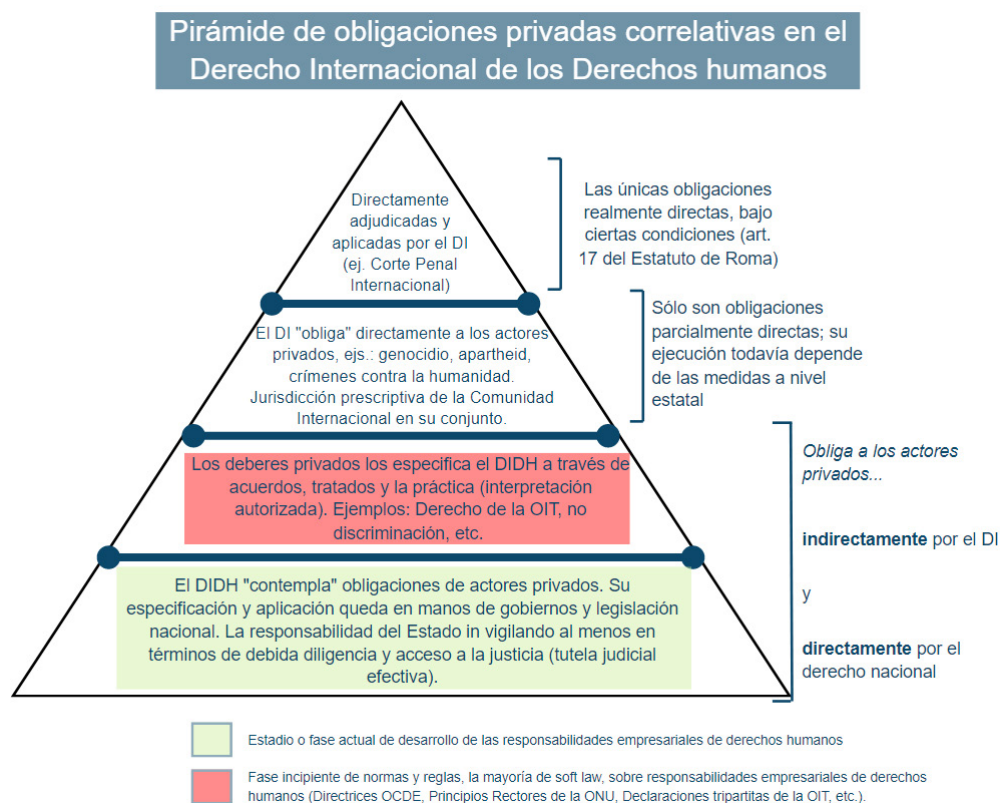 Pirámide de obligaciones privadas correlativas en el
Derecho Internacional de los Derechos humanos
Directamente
adjudicadas y
aplicadas por el DI
(ej. Corte Penal
Internacional)
Las únicas obligaciones
realmente directas, bajo
ciertas condiciones (art.
17 del Estatuto de Roma)
El DI "obliga" directamente a los actores
privados, ejs.: genocidio, apartheid,
crímenes contra la humanidad.
Jurisdicción prescriptiva de la Comunidad
Internacional en su conjunto.
Sólo son obligaciones
parcialmente directas; su
ejecución todavía depende
de las medidas a nivel
estatal
Los deberes privados los especifica el DIDH a través de
acuerdos, tratados y la práctica (interpretación
autorizada). Ejemplos: Derecho de la OIT, no
discriminación, etc.
El DIDH "contempla" obligaciones de actores privados. Su
especificación y aplicación queda en manos de gobiernos y legislación
nacional. La responsabilidad del Estado in vigilando al menos en
términos de debida diligencia y acceso a la justicia (tutela judicial
efectiva).
Obliga a los actores
privados...
indirectamente por el DI
y
directamente por el
derecho nacional
Estadio o fase actual de desarrollo de las responsabilidades empresariales de derechos humanos
Fase incipiente de normas y reglas, la mayoría de soft law, sobre responsabilidades empresariales de derechos
humanos (Directrices OCDE, Principios Rectores de la ONU, Declaraciones tripartitas de la OIT, etc.).